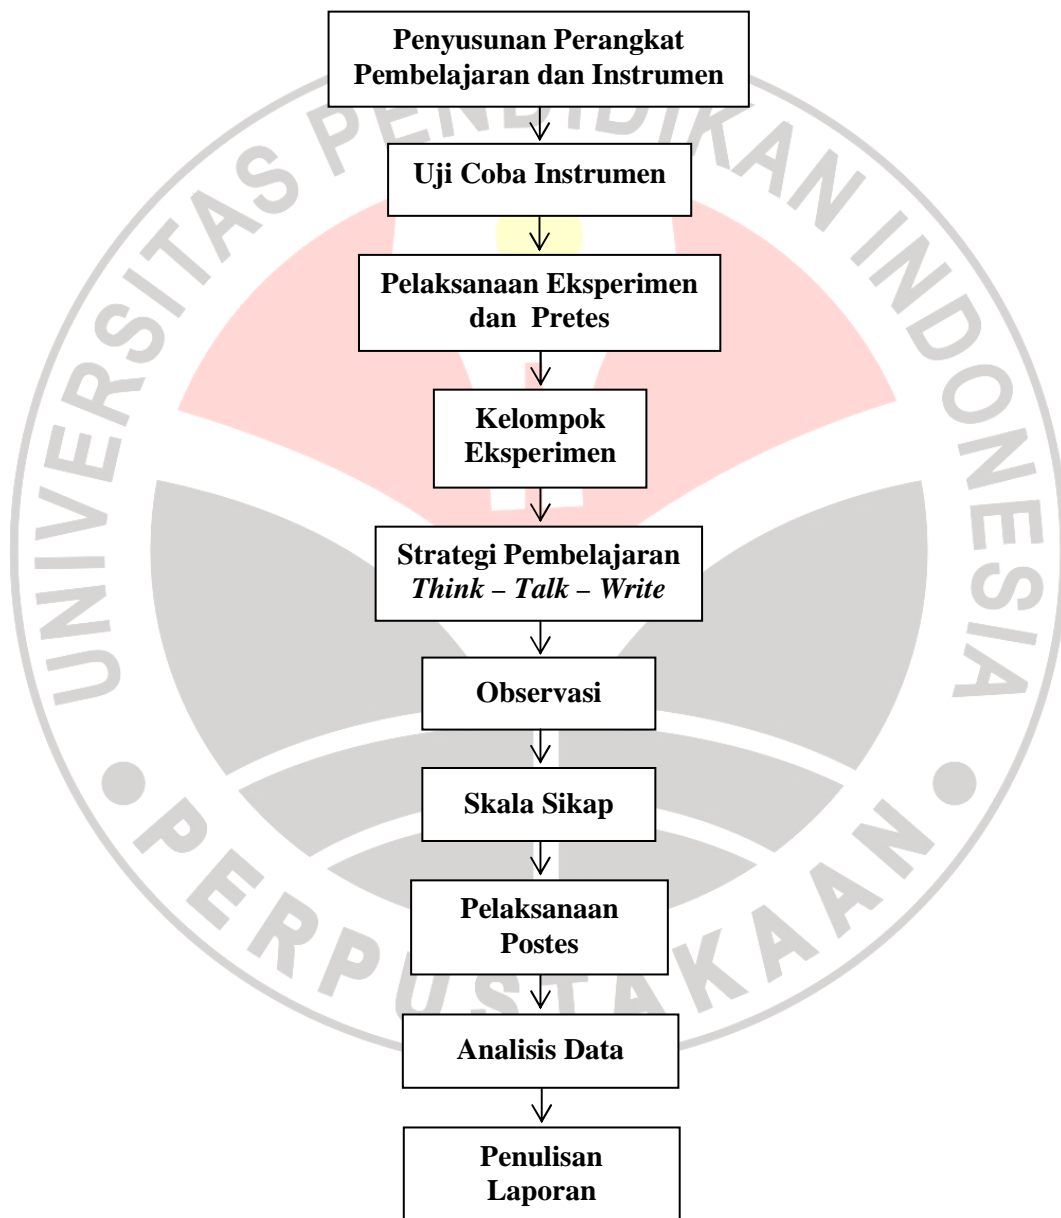 Penyusunan Perangkat
Pembelajaran dan Instrumen
Uji Coba Instrumen
Pelaksanaan Eksperimen
dan Pretes
Kelompok
Eksperimen
Strategi Pembelajaran
Think – Talk – Write
Observasi
Skala Sikap
Pelaksanaan
Postes
Analisis Data
Penulisan
Laporan
UNIVERSITAS PENDIDIKAN INDONESIA
PERPUSTAKAAN